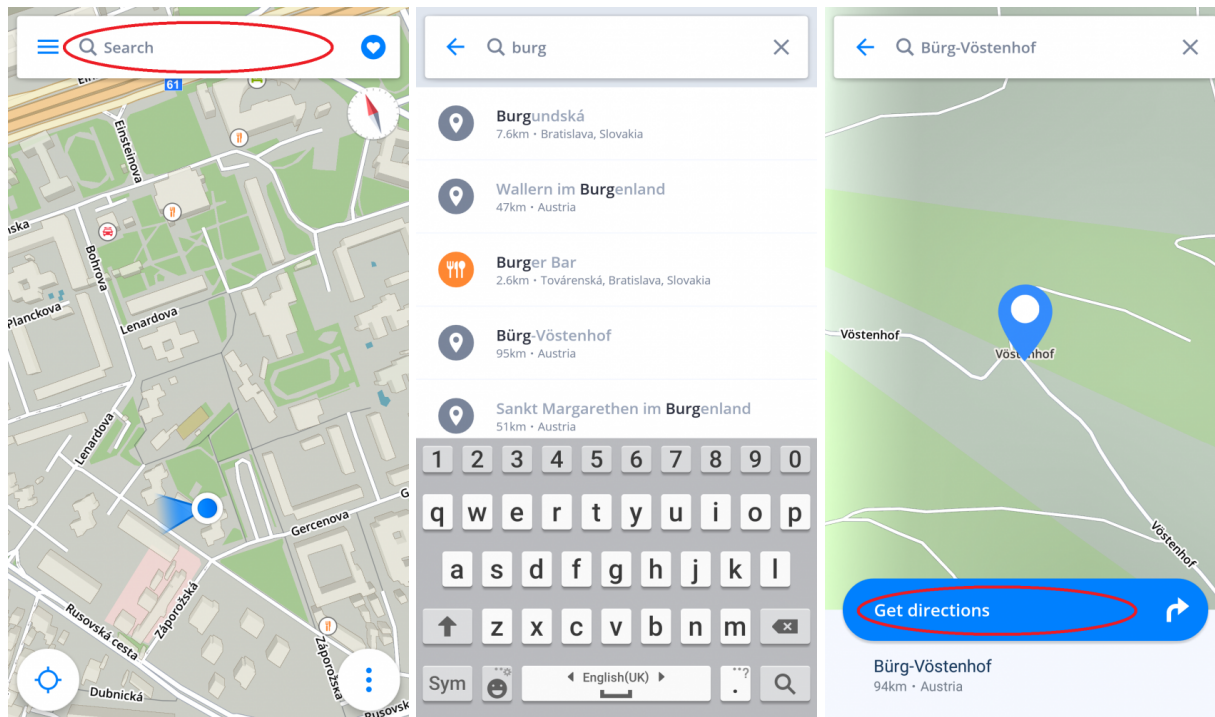 Search
Ein
61
Einsteinova
nska
Bohrova
Planckova
Lenardova
Lenardova
Gercenova
G
Rusovská cesta
Záporožská
Záporožská
Dubnická
Rusovsk
burg
Burgundská
7.6km • Bratislava, Slovakia
Wallern im Burgenland
47km • Austria
Burger Bar
2.6km • Továrenská, Bratislava, Slovakia
Bürg-Vöstenhof
95km • Austria
Sankt Margarethen im Burgenland
51km • Austria
1 2 3 4 5 6 7 8 9 0
q w e r t y u i o p
a s d f g h j k l
z x c v b n m
Sym English(UK) . ?
Bürg-Vöstenhof
Vöstenhof
Vöstenhof
Vöstenhof
Get directions
Bürg-Vöstenhof
94km • Austria